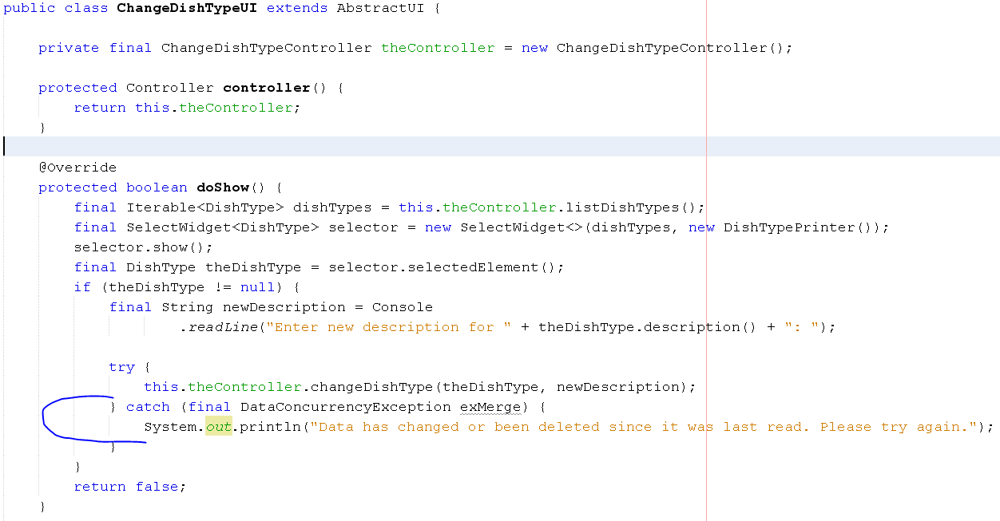 public class ChangeDishTypeUI extends AbstractUI {
private final ChangeDishTypeController theController = new ChangeDishTypeController();
protected Controller controller() {
return this.theController;
}
@Override
protected boolean doShow() {
final Iterable<DishType> dishTypes = this.theController.listDishTypes();
final SelectWidget<DishType> selector = new SelectWidget<>(dishTypes, new DishTypePrinter());
selector.show();
final DishType theDishType = selector.selectedElement();
if (theDishType != null) {
final String newDescription = Console
.readLine("Enter new description for " + theDishType.description() + ": ");
try {
this.theController.changeDishType(theDishType, newDescription);
} catch (final DataConcurrencyException exMerge) {
System.out.println("Data has changed or been deleted since it was last read. Please try again.");
}
}
return false;
}